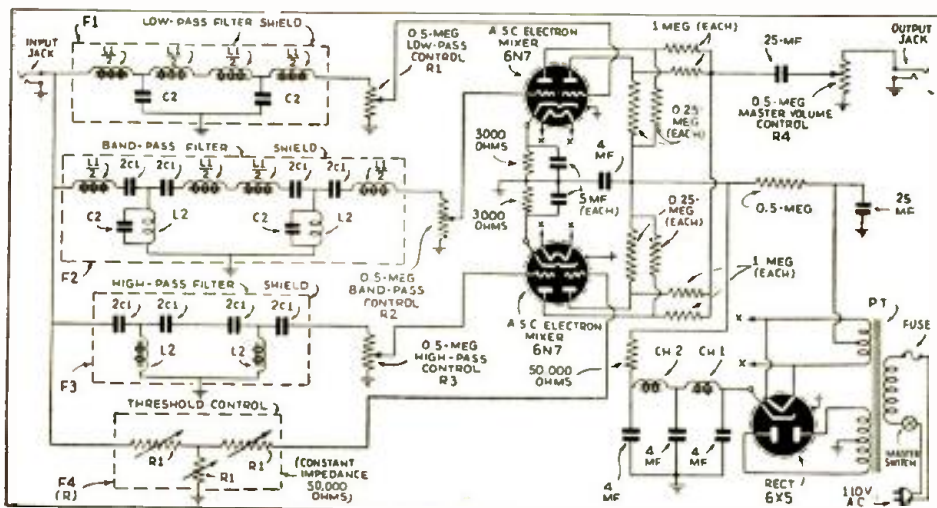 F1
LOW-PASS FILTER SHIELD
INPUT
JACK
L1/2
L1/2
L1/2
L1/2
C2
C2
0.5-MEG
LOW-PASS
CONTROL
R1
A S C ELECTRON
MIXER
6N7
1 MEG (EACH)
25-MF
OUTPUT
JACK
0.5-MEG
MASTER VOLUME
CONTROL
R4
0.25-
MEG
(EACH)
3000
OHMS
4
MF
X
X
BAND-PASS FILTER
SHIELD
L1/2
2C1
2C1
L1/2
L1/2
2C1
2C1
L1/2
C2
L2
C2
L2
F2
3000
OHMS
.5MF
(EACH)
0.25-
MEG
(EACH)
X
X
0.5-MEG
25
MF
0.5-MEG
BAND-PASS
CONTROL
R2
1 MEG
(EACH)
HIGH-PASS FILTER
SHIELD
2C1
2C1
2C1
2C1
L2
L2
F3
0.5-MEG
HIGH-PASS
CONTROL
R3
A S C ELECTRON
MIXER
6N7
50,000
OHMS
CH 2
CH 1
X
X
PT
FUSE
THRESHOLD CONTROL
R1
R1
R1
F4
(R)
(CONSTANT
IMPEDANCE
50,000
OHMS)
4
MF
4
MF
4
MF
RECT
6X5
MASTER
SWITCH
110V
A C